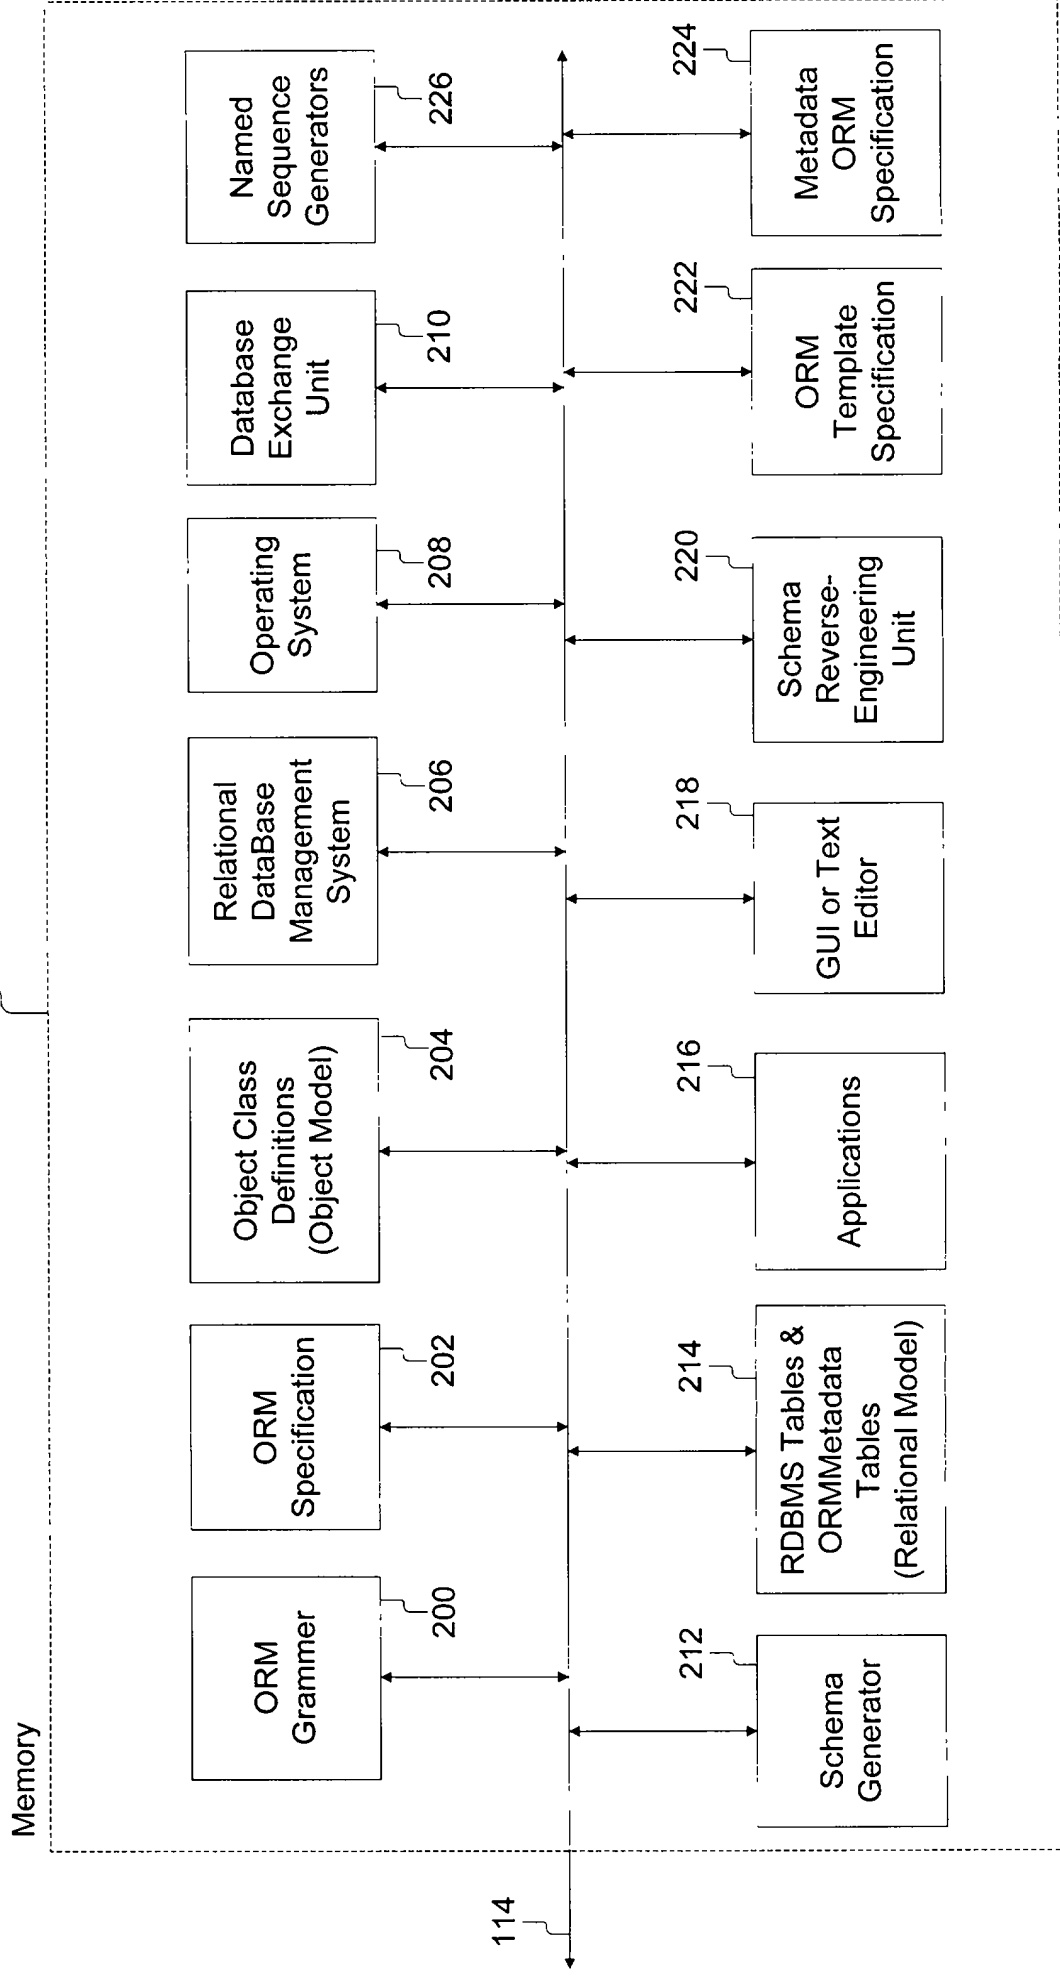 Memory
ORM
Grammer
200
ORM
Specification
202
Object Class
Definitions
(Object Model)
204
Relational
DataBase
Management
System
206
Operating
System
208
Database
Exchange
Unit
210
Named
Sequence
Generators
226
114
212
Schema
Generator
214
RDBMS Tables &
ORMMetadata
Tables
(Relational Model)
216
Applications
218
GUI or Text
Editor
220
Schema
Reverse-
Engineering
Unit
222
ORM
Template
Specification
224
Metadata
ORM
Specification